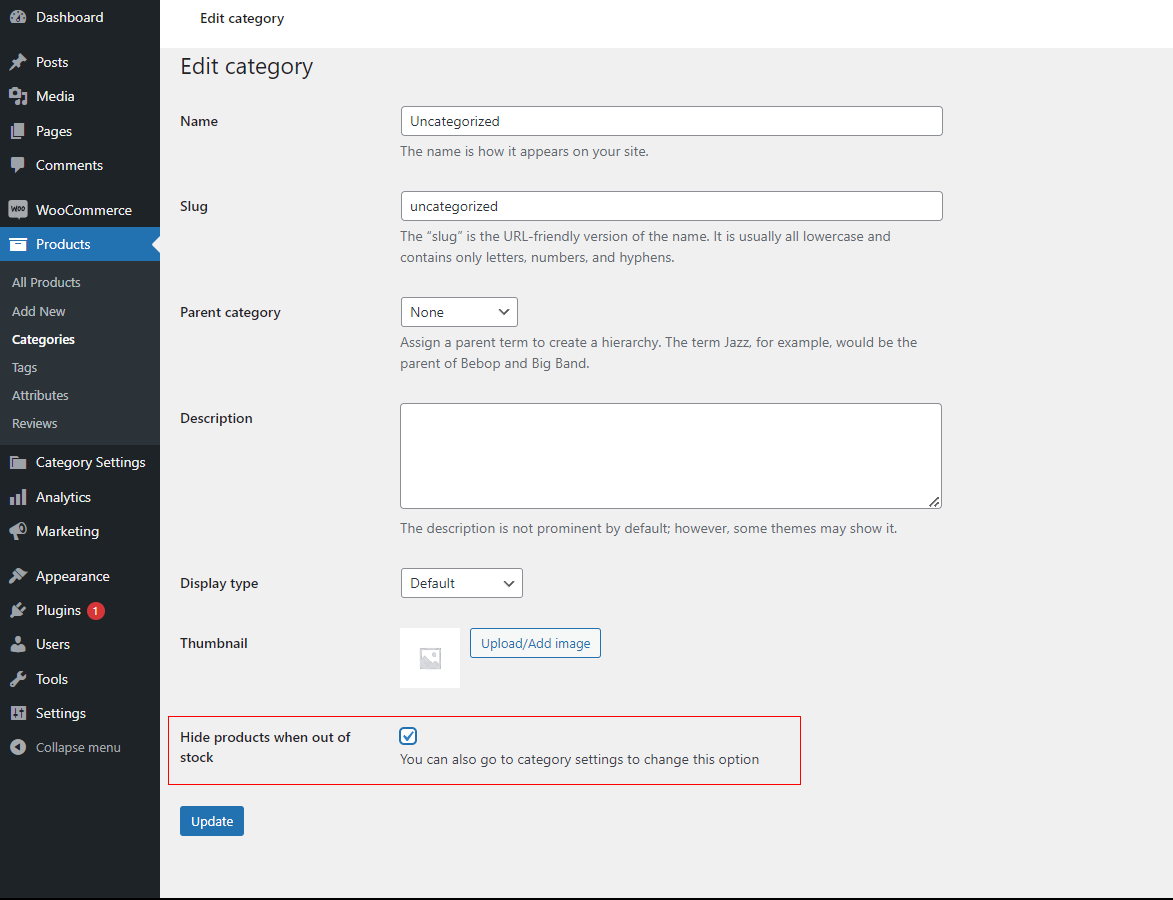 Dashboard
Posts
Media
Pages
Comments
Woo WooCommerce
Products
All Products
Add New
Categories
Tags
Attributes
Reviews
Category Settings
Analytics
Marketing
Appearance
Plugins 1
Users
Tools
Settings
Collapse menu
Edit category
Edit category
Name
Uncategorized
The name is how it appears on your site.
Slug
uncategorized
The “slug” is the URL-friendly version of the name. It is usually all lowercase and
contains only letters, numbers, and hyphens.
Parent category
None
Assign a parent term to create a hierarchy. The term Jazz, for example, would be the
parent of Bebop and Big Band.
Description
The description is not prominent by default; however, some themes may show it.
Display type
Default
Thumbnail
Upload/Add image
Hide products when out of
stock
You can also go to category settings to change this option
Update